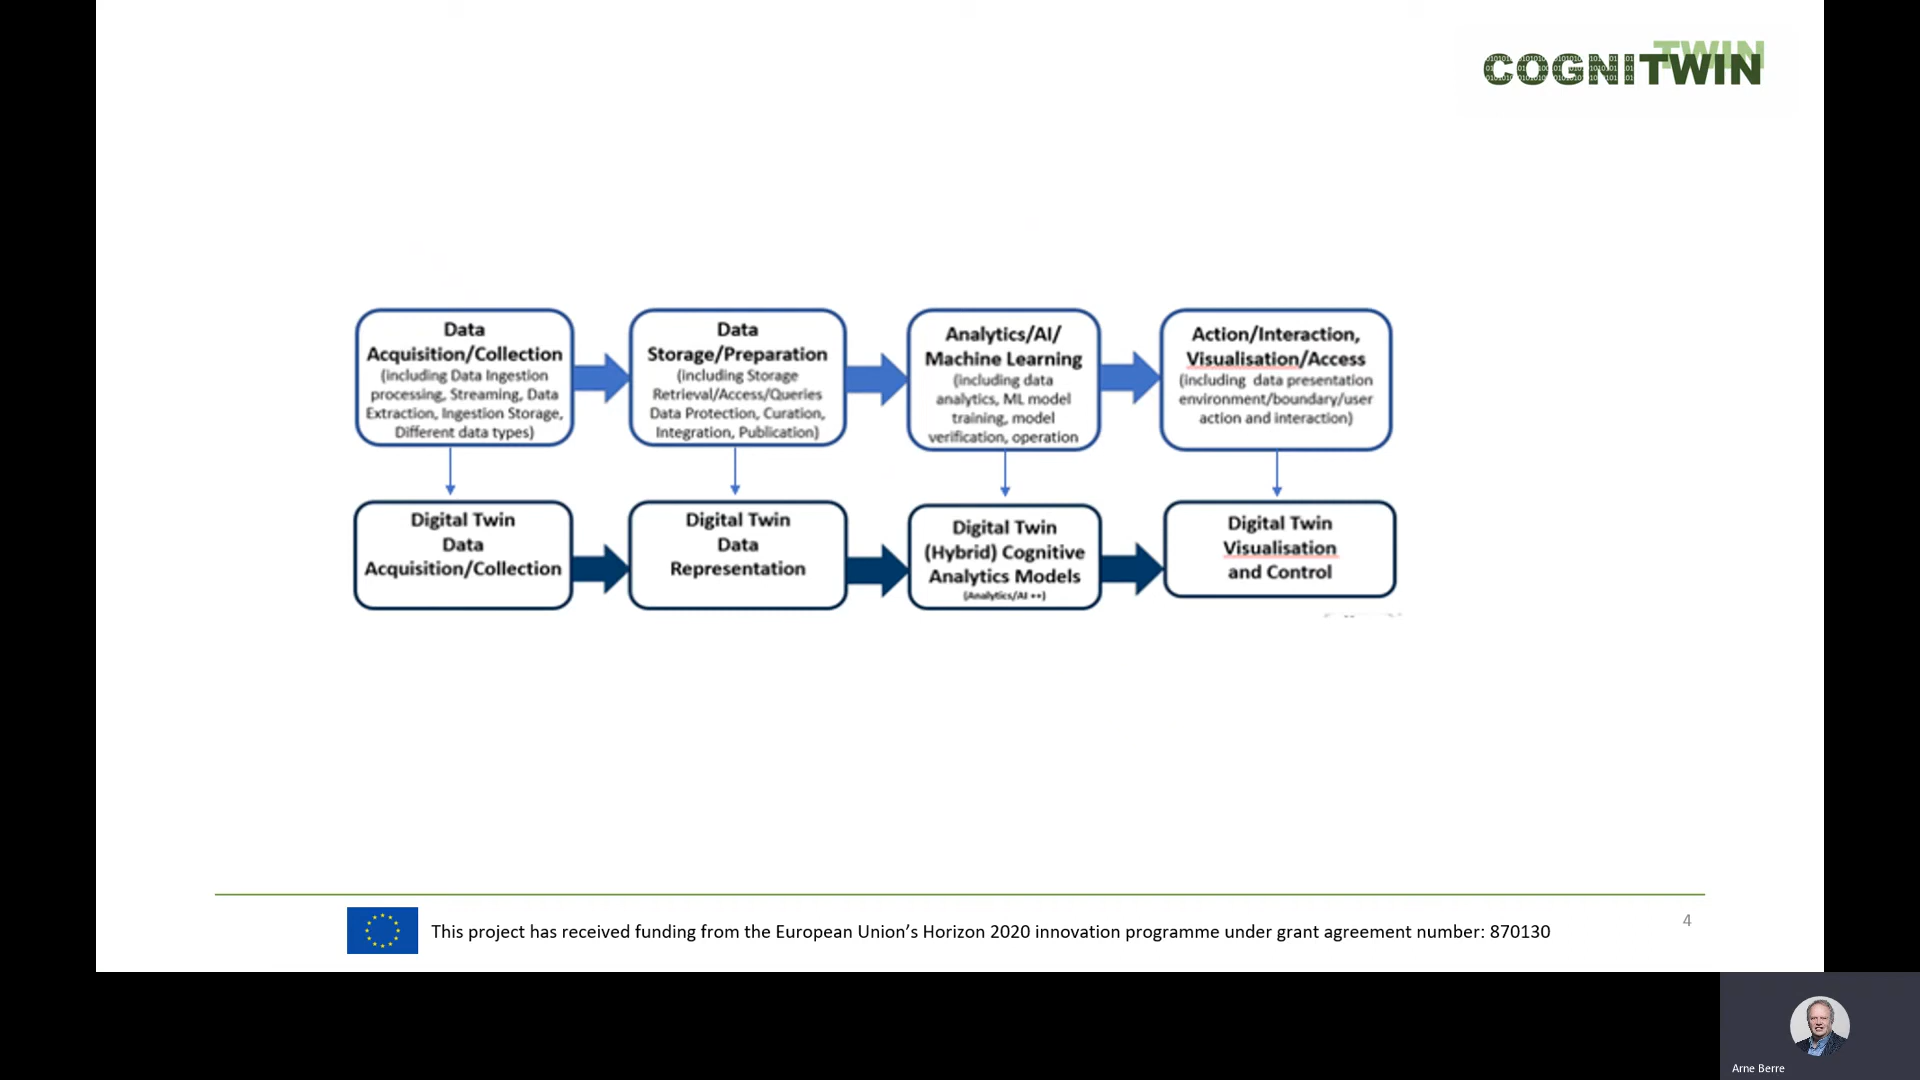 TWIN
COGNITWIN
Data
Acquisition/Collection
(including Data Ingestion
processing, Streaming, Data
Extraction, Ingestion Storage,
Different data types)
Data
Storage/Preparation
(including Storage
Retrieval/Access/Queries
Data Protection, Curation,
Integration, Publication)
Analytics/AI/
Machine Learning
(including data
analytics, ML model
training, model
verification, operation
Action/Interaction,
Visualisation/Access
(including data presentation
environment/boundary/user
action and interaction)
Digital Twin
Data
Acquisition/Collection
Digital Twin
Data
Representation
Digital Twin
(Hybrid) Cognitive
Analytics Models
(Analytics/AI ++)
Digital Twin
Visualisation
and Control
This project has received funding from the European Union’s Horizon 2020 innovation programme under grant agreement number: 870130
4
Arne Berre